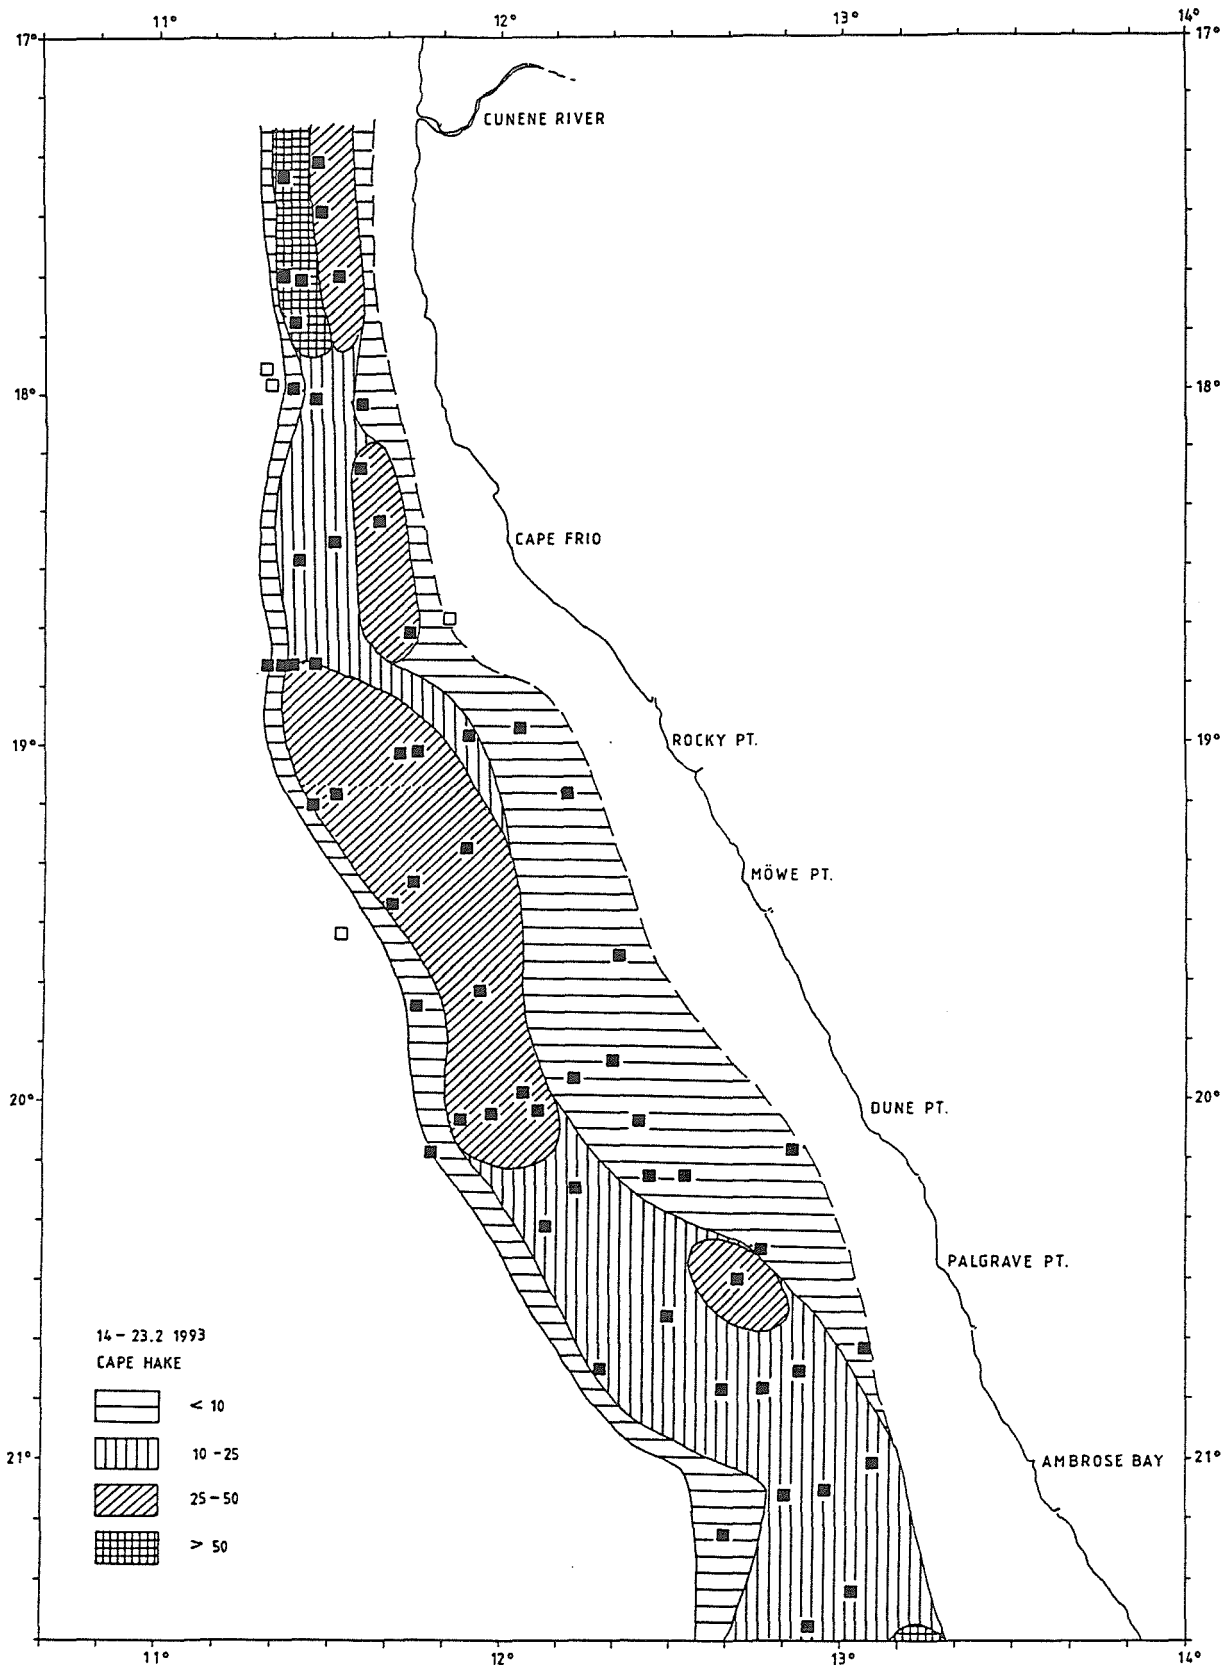 11° 12° 13° 14°
17° 17°
CUNENE RIVER
18° 18°
CAPE FRIO
19° ROCKY PT. 19°
MÖWE PT.
20° DUNE PT. 20°
PALGRAVE PT.
14 - 23.2 1993
CAPE HAKE
< 10
10 - 25
21° AMBROSE BAY 21°
25 - 50
> 50
11° 12° 13° 14°